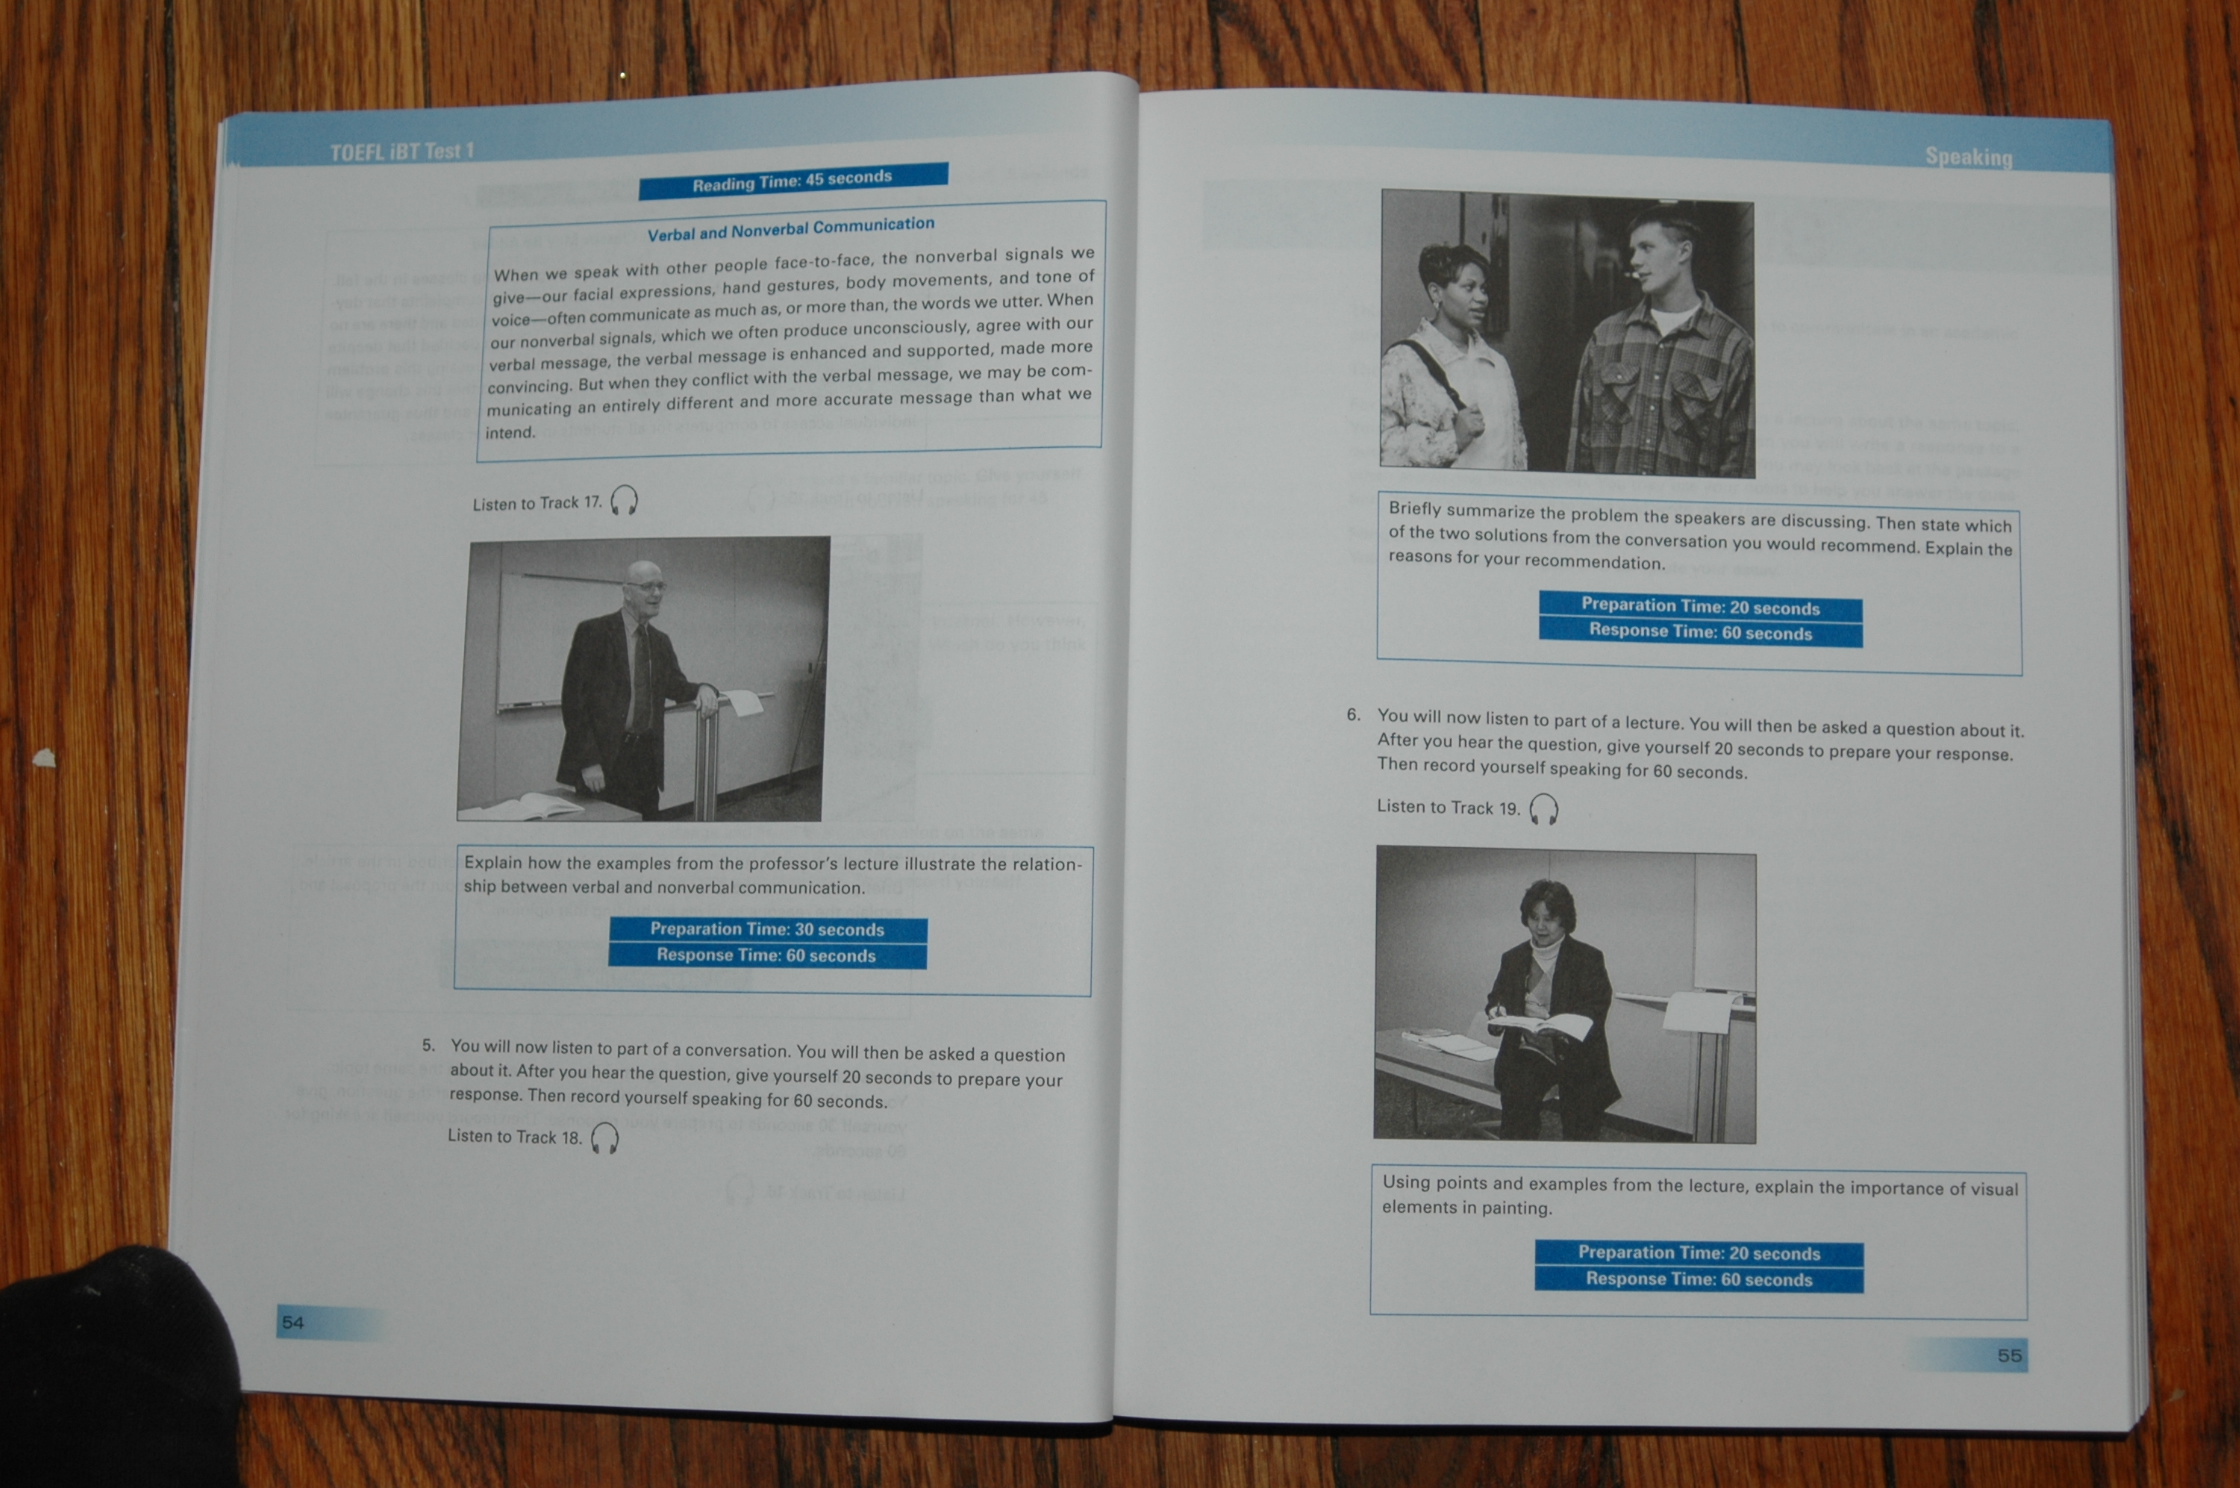 TOEFL iBT Test 1
Reading Time: 45 seconds
Verbal and Nonverbal Communication
When we speak with other people face-to-face, the nonverbal signals we
give—our facial expressions, hand gestures, body movements, and tone of
voice—often communicate as much as, or more than, the words we utter. When
our nonverbal signals, which we often produce unconsciously, agree with our
verbal message, the verbal message is enhanced and supported, made more
convincing. But when they conflict with the verbal message, we may be com-
municating an entirely different and more accurate message than what we
intend.
Listen to Track 17.
Explain how the examples from the professor's lecture illustrate the relation-
ship between verbal and nonverbal communication.
Preparation Time: 30 seconds
Response Time: 60 seconds
5. You will now listen to part of a conversation. You will then be asked a question
about it. After you hear the question, give yourself 20 seconds to prepare your
response. Then record yourself speaking for 60 seconds.
Listen to Track 18.
54
Speaking
Briefly summarize the problem the speakers are discussing. Then state which
of the two solutions from the conversation you would recommend. Explain the
reasons for your recommendation.
Preparation Time: 20 seconds
Response Time: 60 seconds
6. You will now listen to part of a lecture. You will then be asked a question about it.
After you hear the question, give yourself 20 seconds to prepare your response.
Then record yourself speaking for 60 seconds.
Listen to Track 19.
Using points and examples from the lecture, explain the importance of visual
elements in painting.
Preparation Time: 20 seconds
Response Time: 60 seconds
55